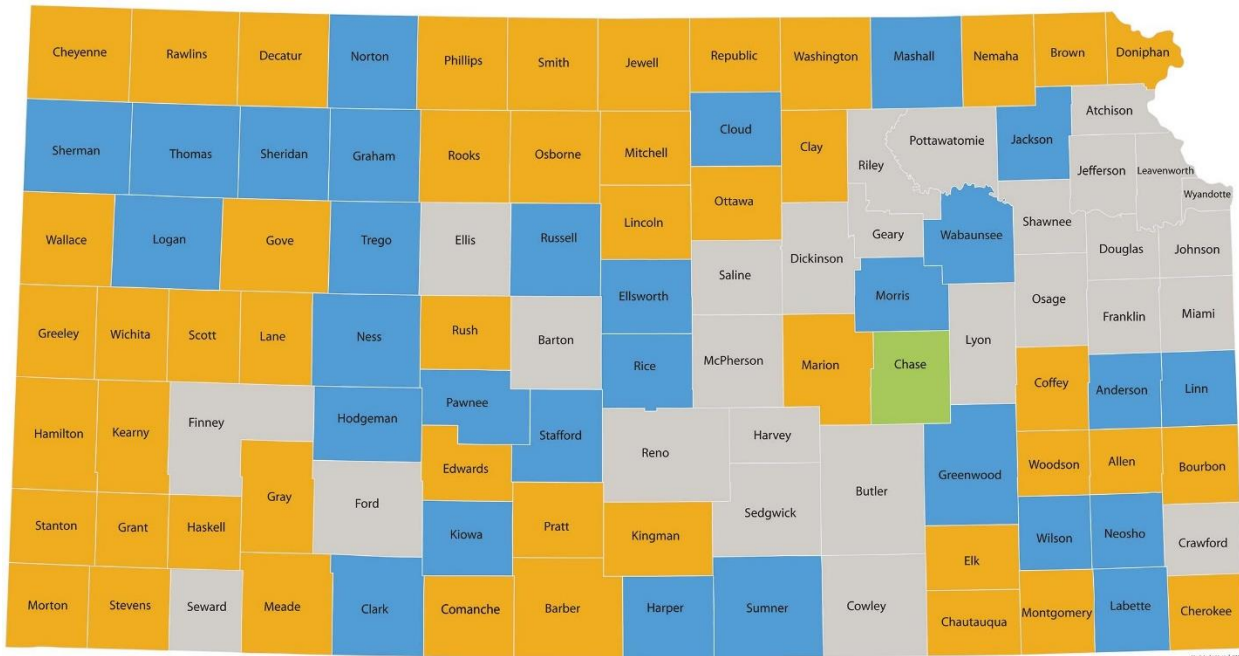 Cheyenne
Rawlins
Decatur
Norton
Phillips
Smith
Jewell
Republic
Washington
Mashall
Nemaha
Brown
Doniphan
Sherman
Thomas
Sheridan
Graham
Rooks
Osborne
Mitchell
Cloud
Clay
Riley
Pottawatomie
Jackson
Atchison
Jefferson
Leavenworth
Wyandotte
Wallace
Logan
Gove
Trego
Ellis
Russell
Lincoln
Ottawa
Saline
Dickinson
Geary
Wabaunsee
Shawnee
Douglas
Johnson
Greeley
Wichita
Scott
Lane
Ness
Rush
Barton
Ellsworth
Rice
McPherson
Marion
Morris
Chase
Lyon
Osage
Franklin
Miami
Hamilton
Kearny
Finney
Hodgeman
Pawnee
Stafford
Reno
Harvey
Butler
Greenwood
Coffey
Anderson
Linn
Gray
Ford
Edwards
Sedgwick
Woodson
Allen
Bourbon
Stanton
Grant
Haskell
Kiowa
Pratt
Kingman
Elk
Wilson
Neosho
Crawford
Morton
Stevens
Seward
Meade
Clark
Comanche
Barber
Harper
Sumner
Cowley
Chautauqua
Montgomery
Labette
Cherokee